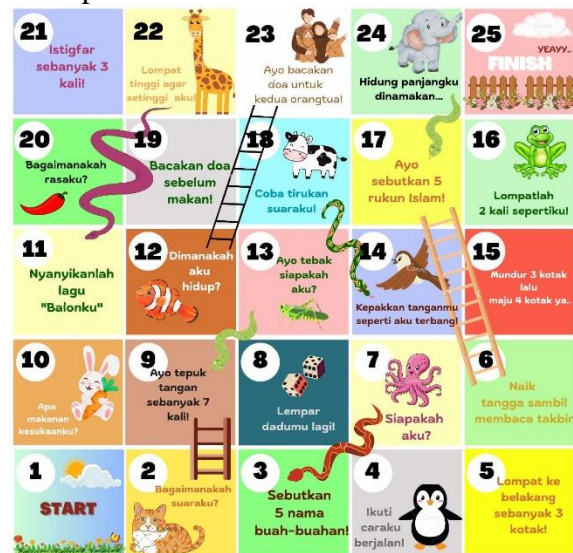 21
Istigfar
sebanyak 3
kali!
22
Lompat
tinggi agar
setinggi aku!
23
Ayo bacakan
doa untuk
kedua orangtua!
24
Hidung panjangku
dinamakan...
25
YEAYY..
FINISH
20
Bagaimanakah
rasaku?
19
Bacakan doa
sebelum
makan!
18
Coba tirukan
suaraku!
17
Ayo
sebutkan 5
rukun Islam!
16
Lompatlah
2 kali sepertiku!
11
Nyanyikanlah
lagu
"Balonku"
12
Dimanakah
aku
hidup?
13
Ayo tebak
siapakah
aku?
14
Kepakkan tanganmu
seperti aku terbang!
15
Mundur 3 kotak
lalu
maju 4 kotak ya..
10
Apa
makanan
kesukaanku?
9
Ayo tepuk
tangan
sebanyak 7
kali!
8
Lempar
dadumu lagi!
7
Siapakah
aku?
6
Naik
tangga sambil
membaca takbir
1
START
2
Bagaimanakah
suaraku?
3
Sebutkan
5 nama
buah-buahan!
4
Ikuti
caraku
berjalan!
5
Lompat ke
belakang
sebanyak 3
kotak!